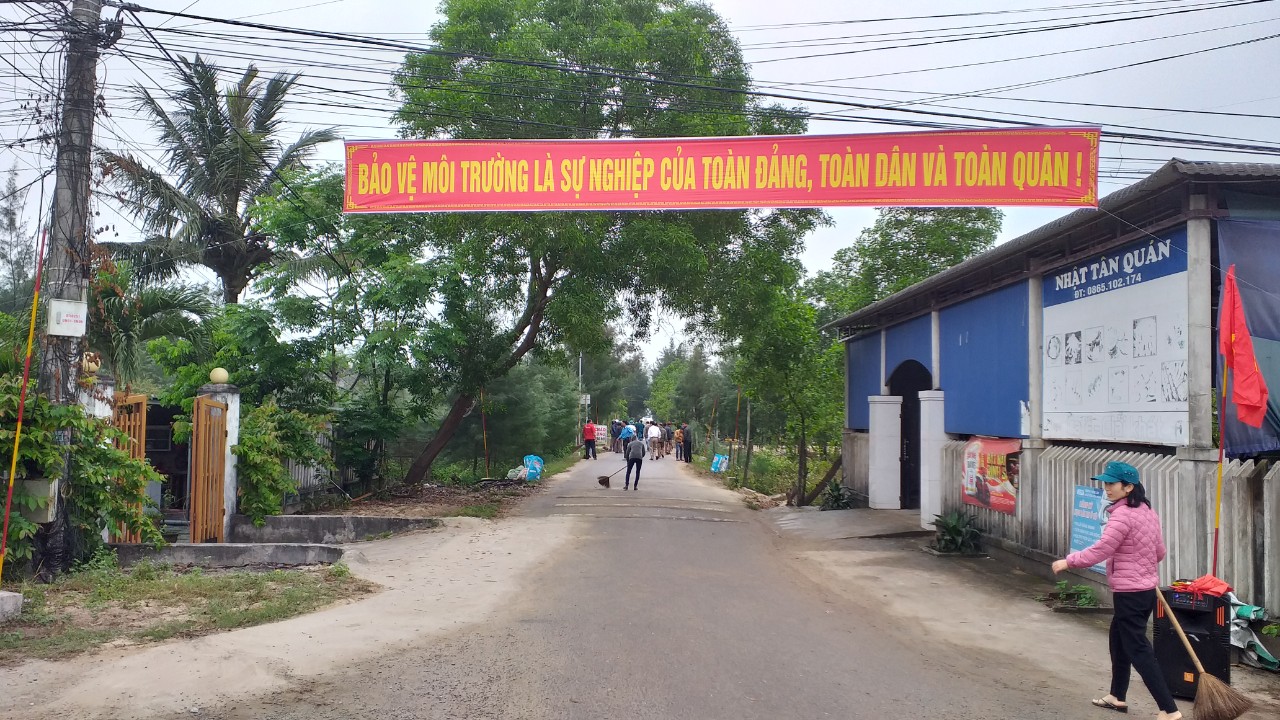 BẢO VỆ MÔI TRƯỜNG LÀ SỰ NGHIỆP CỦA TOÀN ĐẢNG, TOÀN DÂN VÀ TOÀN QUÂN !
NHẬT TÂN QUÁN
ĐT: 0865.102.174